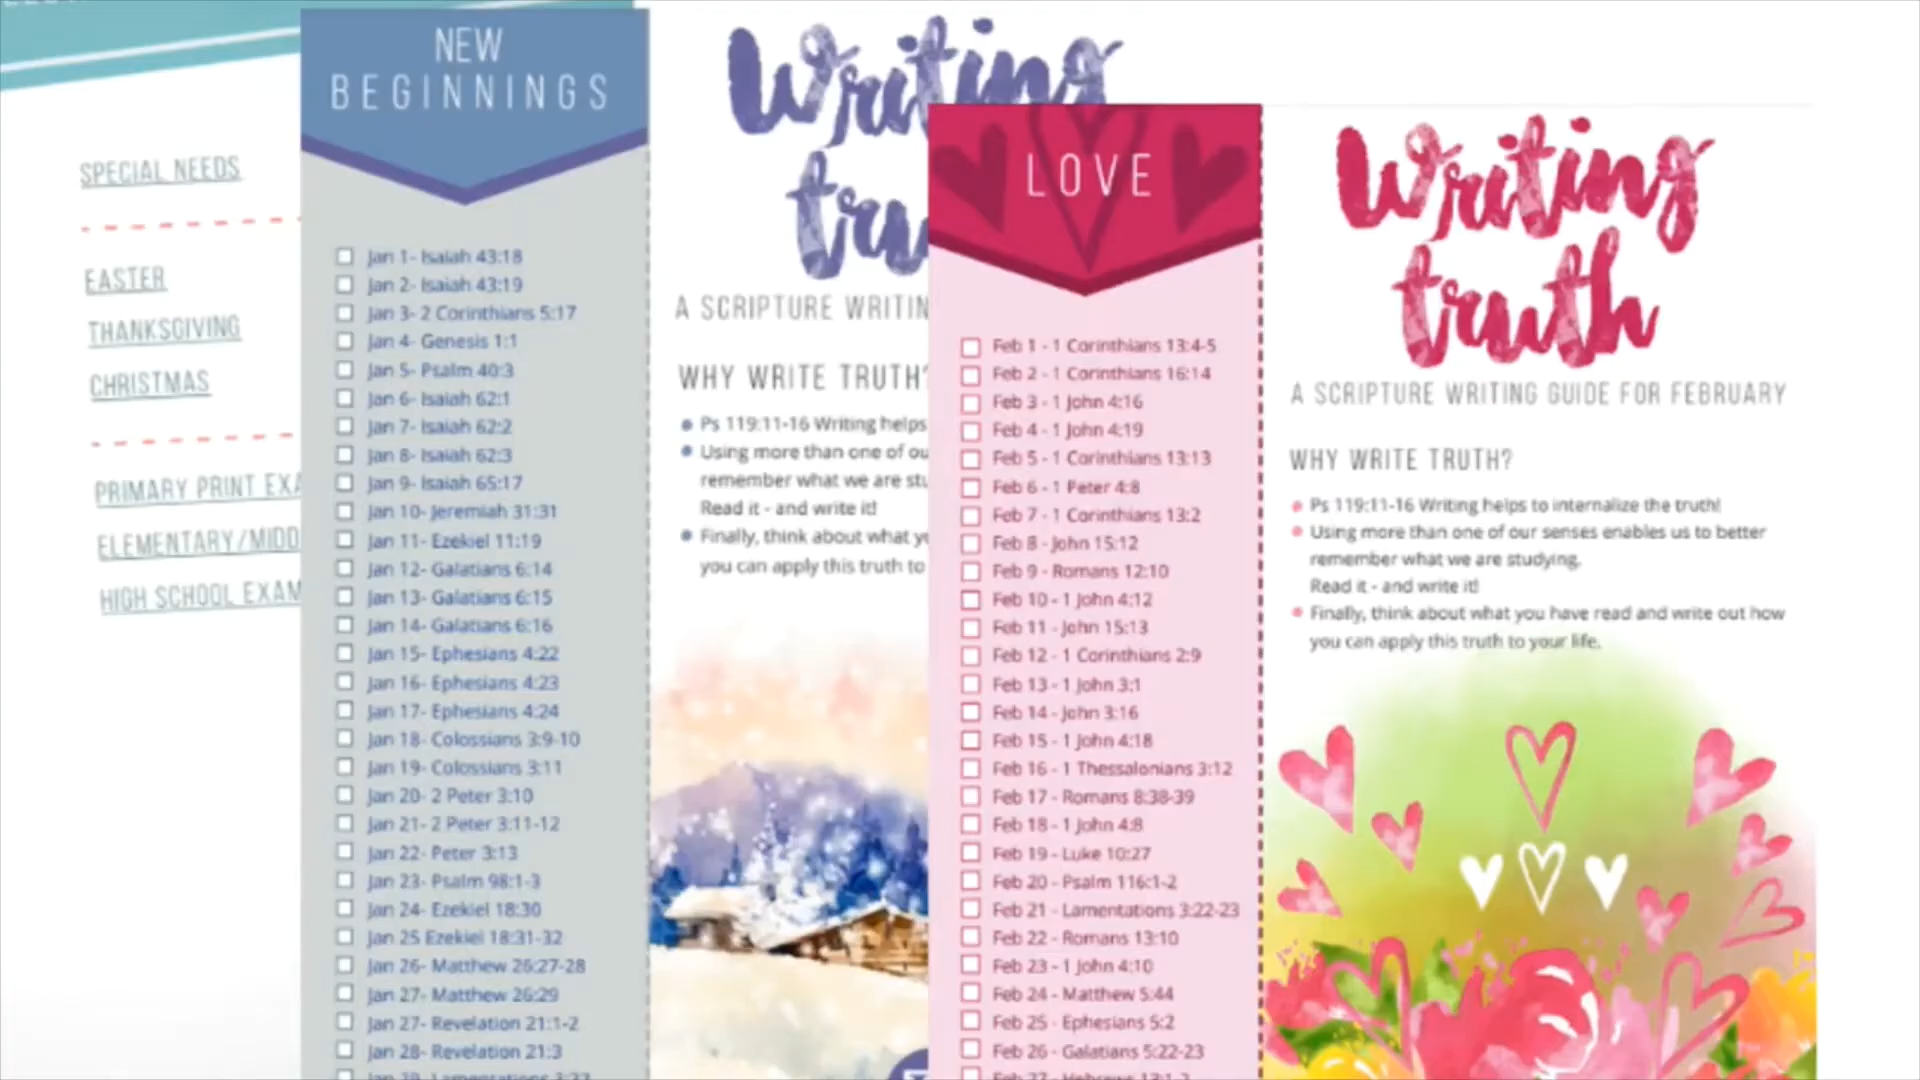 SPECIAL NEEDS
EASTER
THANKSGIVING
CHRISTMAS
PRIMARY PRINT EXA
ELEMENTARY/MIDD
HIGH SCHOOL EXAM
NEW
BEGINNINGS
Jan 1- Isaiah 43:18
Jan 2- Isaiah 43:19
Jan 3- 2 Corinthians 5:17
Jan 4- Genesis 1:1
Jan 5- Psalm 40:3
Jan 6- Isaiah 62:1
Jan 7- Isaiah 62:2
Jan 8- Isaiah 62:3
Jan 9- Isaiah 65:17
Jan 10- Jeremiah 31:31
Jan 11- Ezekiel 11:19
Jan 12- Galatians 6:14
Jan 13- Galatians 6:15
Jan 14- Galatians 6:16
Jan 15- Ephesians 4:22
Jan 16- Ephesians 4:23
Jan 17- Ephesians 4:24
Jan 18- Colossians 3:9-10
Jan 19- Colossians 3:11
Jan 20- 2 Peter 3:10
Jan 21- 2 Peter 3:11-12
Jan 22- Peter 3:13
Jan 23- Psalm 98:1-3
Jan 24- Ezekiel 18:30
Jan 25 Ezekiel 18:31-32
Jan 26- Matthew 26:27-28
Jan 27- Matthew 26:29
Jan 27- Revelation 21:1-2
Jan 28- Revelation 21:3
Writing
tru
A SCRIPTURE WRITIN
WHY WRITE TRUTH?
Ps 119:11-16 Writing helps
Using more than one of ou
remember what we are stu
Read it - and write it!
Finally, think about what y
you can apply this truth to
LOVE
Feb 1 - 1 Corinthians 13:4-5
Feb 2 - 1 Corinthians 16:14
Feb 3 - 1 John 4:16
Feb 4 - 1 John 4:19
Feb 5 - 1 Corinthians 13:13
Feb 6 - 1 Peter 4:8
Feb 7 - 1 Corinthians 13:2
Feb 8 - John 15:12
Feb 9 - Romans 12:10
Feb 10 - 1 John 4:12
Feb 11 - John 15:13
Feb 12 - 1 Corinthians 2:9
Feb 13 - 1 John 3:1
Feb 14 - John 3:16
Feb 15 - 1 John 4:18
Feb 16 - 1 Thessalonians 3:12
Feb 17 - Romans 8:38-39
Feb 18 - 1 John 4:8
Feb 19 - Luke 10:27
Feb 20 - Psalm 116:1-2
Feb 21 - Lamentations 3:22-23
Feb 22 - Romans 13:10
Feb 23 - 1 John 4:10
Feb 24 - Matthew 5:44
Feb 25 - Ephesians 5:2
Feb 26 - Galatians 5:22-23
Writing
truth
A SCRIPTURE WRITING GUIDE FOR FEBRUARY
WHY WRITE TRUTH?
Ps 119:11-16 Writing helps to internalize the truth!
Using more than one of our senses enables us to better
remember what we are studying.
Read it - and write it!
Finally, think about what you have read and write out how
you can apply this truth to your life.